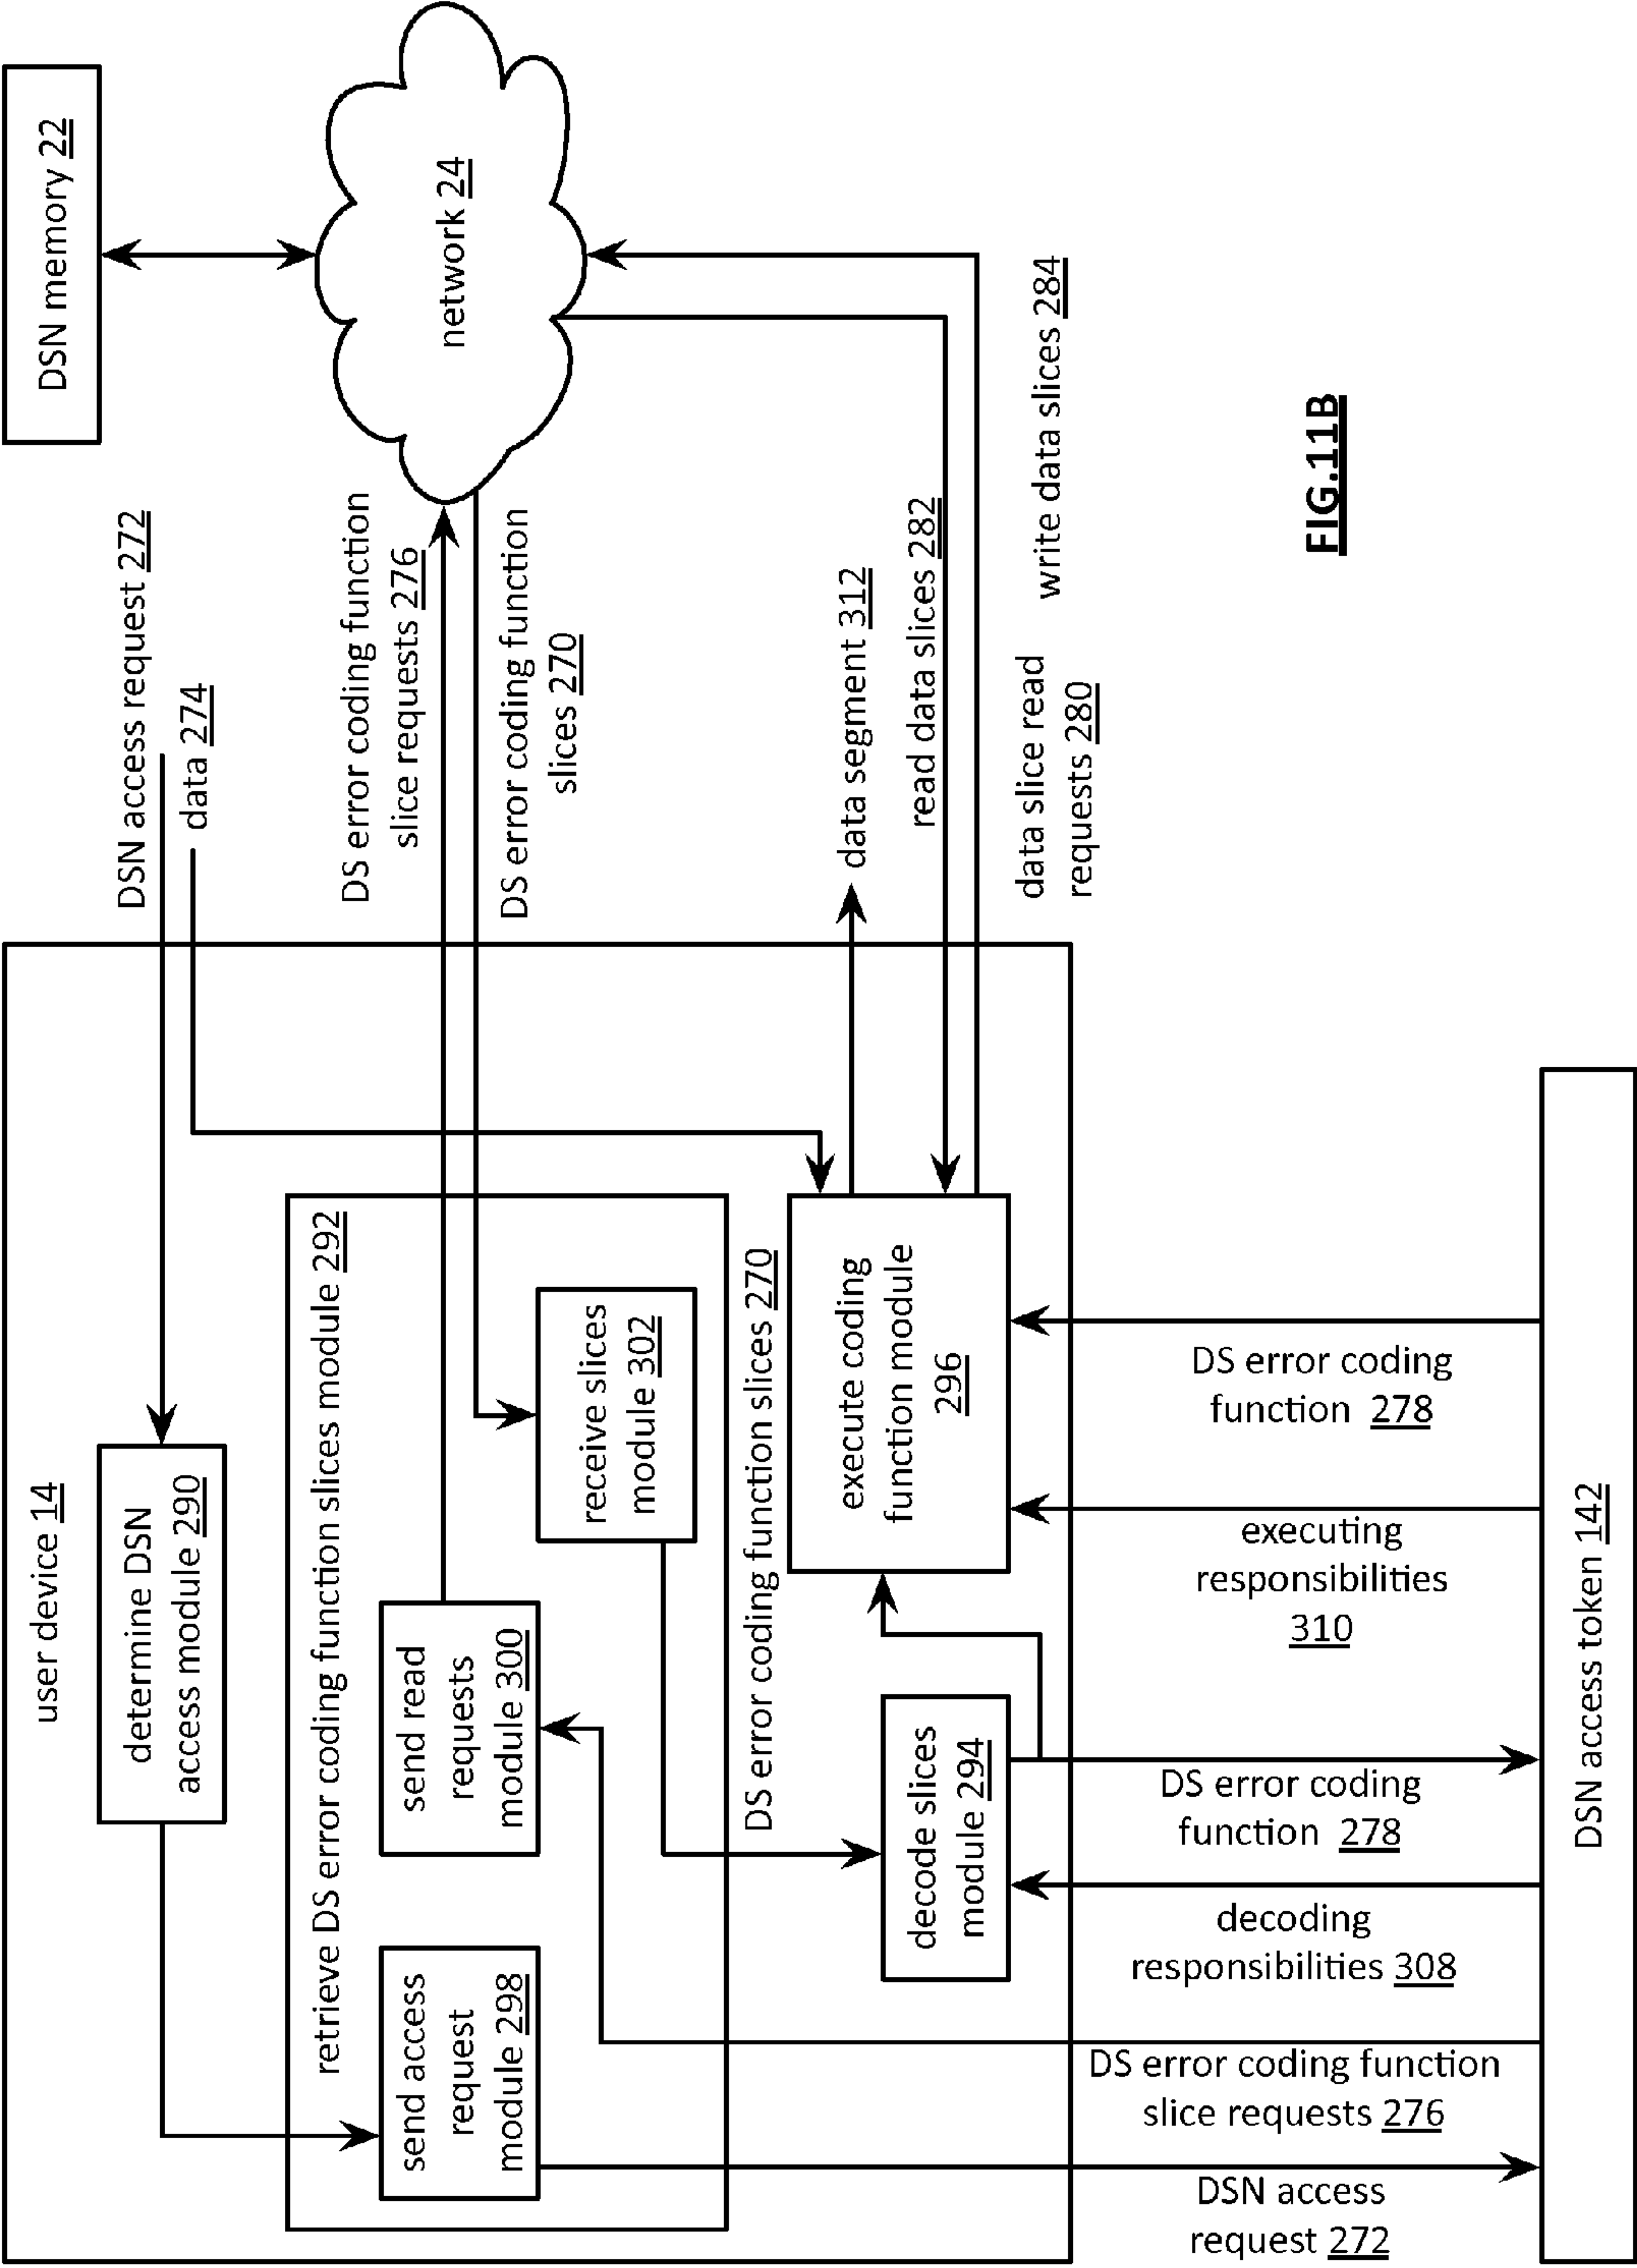 user device 14
DSN access request 272
data 274
DSN memory 22
determine DSN
access module 290
retrieve DS error coding function slices module 292
DS error coding function
slice requests 276
network 24
send access
request
module 298
send read
requests
module 300
receive slices
module 302
DS error coding function
slices 270
DS error coding function slices 270
data segment 312
read data slices 282
decode slices
module 294
execute coding
function module
296
data slice read
requests 280
write data slices 284
DSN access
request 272
DS error coding function
slice requests 276
decoding
responsibilities 308
DS error coding
function 278
executing
responsibilities
310
DS error coding
function 278
DSN access token 142
FIG.11B